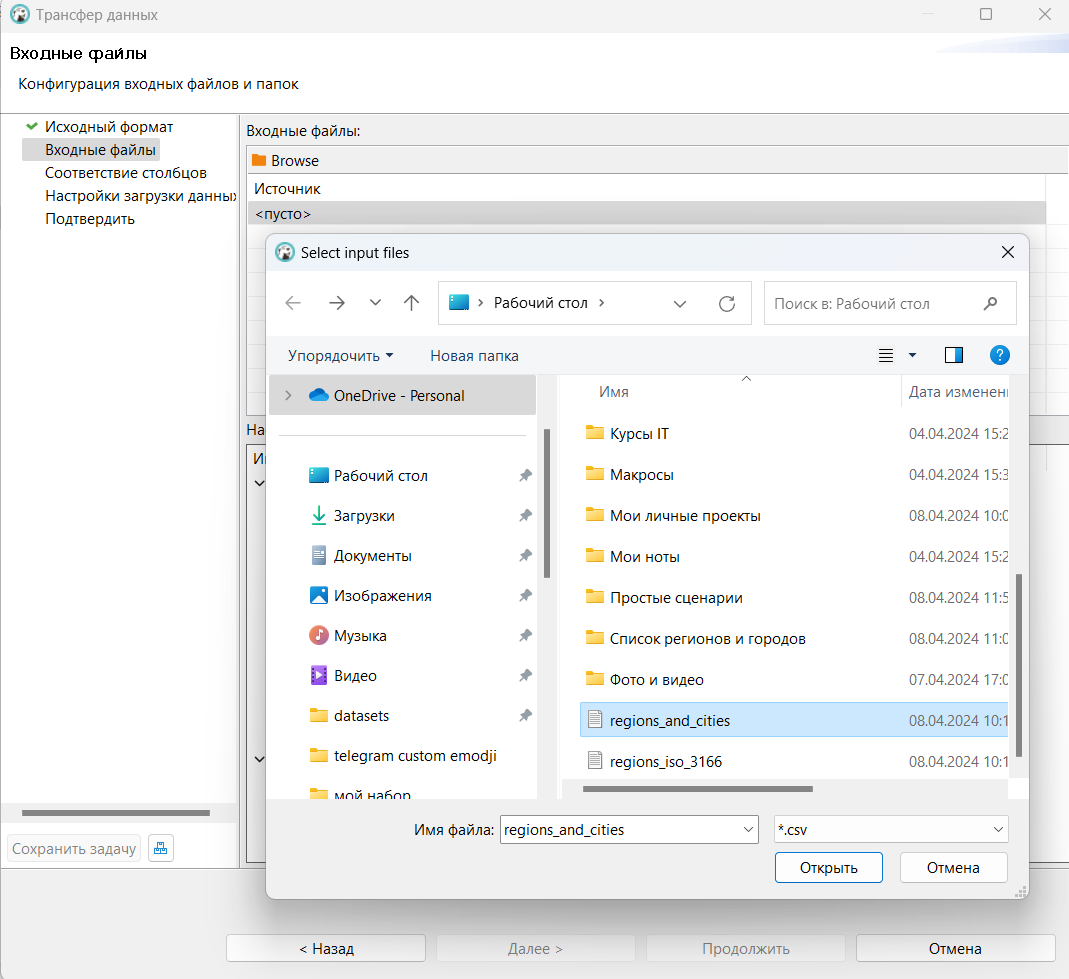 Трансфер данных
Входные файлы
Конфигурация входных файлов и папок
Исходный формат
Входные файлы
Соответствие столбцов
Настройки загрузки данны
Подтвердить
Сохранить задачу
Входные файлы:
Browse
Источник
<пусто>
На
Select input files
Рабочий стол
Поиск в: Рабочий стол
Упорядочить
Новая папка
?
OneDrive - Personal
Рабочий стол
Загрузки
Документы
Изображения
Музыка
Видео
datasets
telegram custom emodji
мой набор
Имя Дата изменен
Курсы IT 04.04.2024 15:2
Макросы 04.04.2024 15:3
Мои личные проекты 08.04.2024 10:0
Мои ноты 04.04.2024 15:2
Простые сценарии 08.04.2024 11:5
Список регионов и городов 08.04.2024 11:0
Фото и видео 07.04.2024 17:0
regions_and_cities 08.04.2024 10:1
regions_iso_3166 08.04.2024 10:1
Имя файла: regions_and_cities *.csv
Открыть Отмена
< Назад Далее > Продолжить Отмена